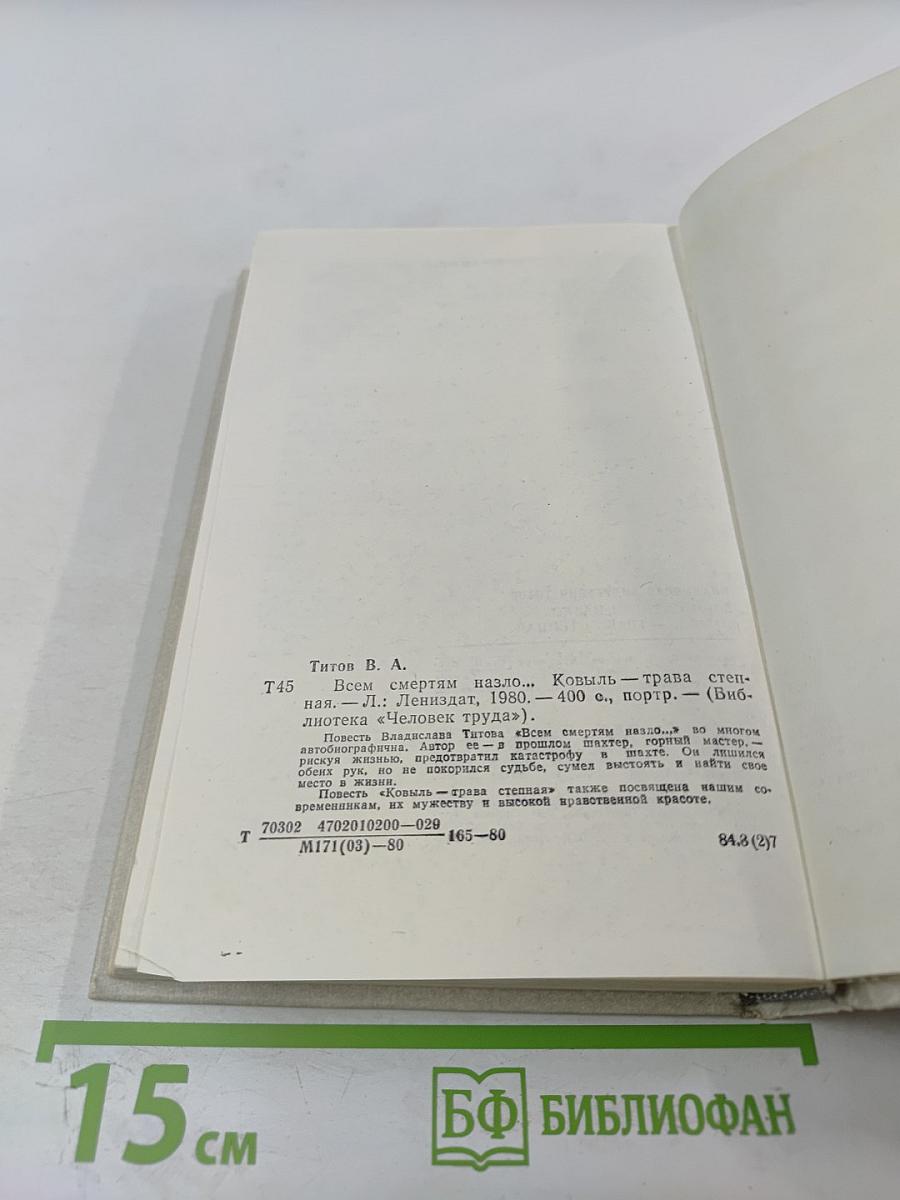 Титов В. А.
Т45 Всем смертям назло... Ковыль — трава степ-
ная. — Л.: Лениздат, 1980. — 400 с., портр. — (Биб-
лиотека «Человек труда»).
Повесть Владислава Титова «Всем смертям назло...» во многом
автобиографична. Автор ее — в прошлом шахтер, горный мастер, —
рискуя жизнью, предотвратил катастрофу в шахте. Он лишился
обеих рук, но не покорился судьбе, сумел выстоять и найти свое
место в жизни.
Повесть «Ковыль — трава степная» также посвящена нашим со-
временникам, их мужеству и высокой нравственной красоте.
Т 70302 4702010200—029 165—80 84.3(2)7
М171(03)—80
15 см
БФ БИБЛИОФАН